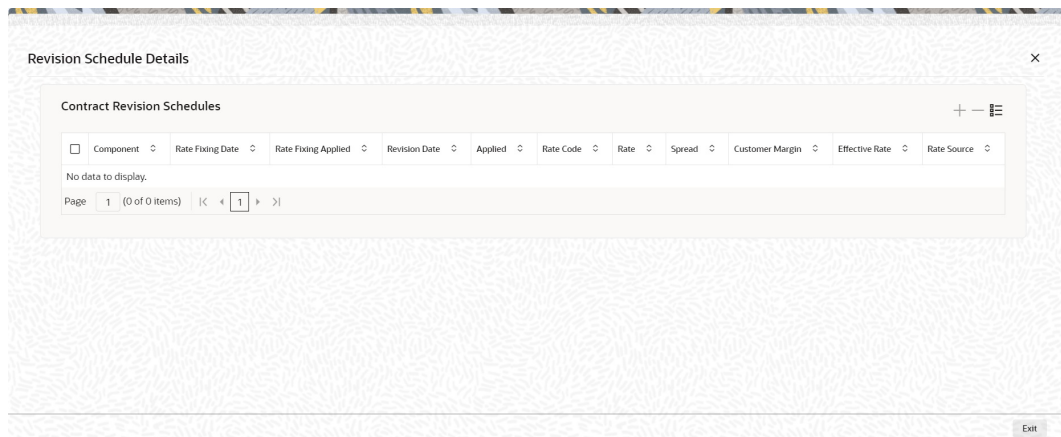 Revision Schedule Details
Contract Revision Schedules
Component Rate Fixing Date Rate Fixing Applied Revision Date Applied Rate Code Rate Spread Customer Margin Effective Rate Rate Source
No data to display.
Page 1 (0 of 0 items) 1
Exit